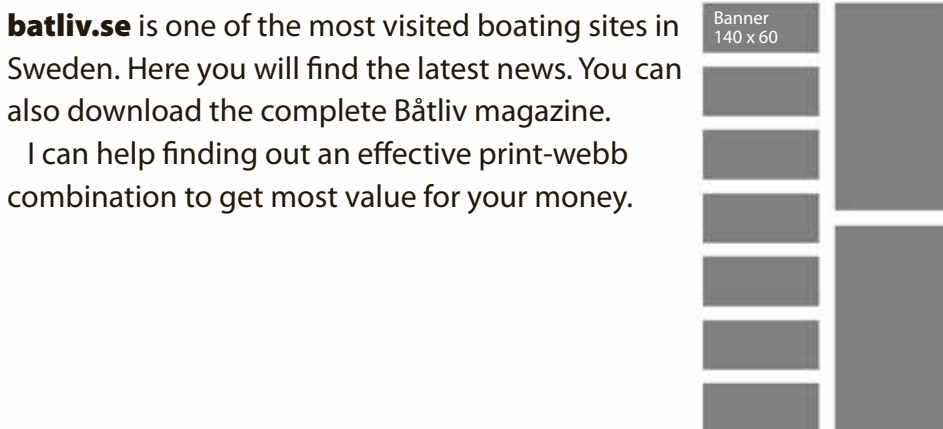 batliv.se is one of the most visited boating sites in
Sweden. Here you will find the latest news. You can
also download the complete Båtliv magazine.
I can help finding out an effective print-webb
combination to get most value for your money.
Banner
140 x 60